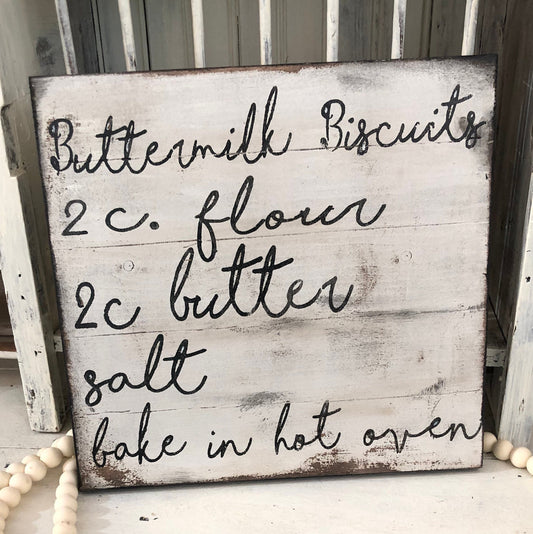 Buttermilk Biscuits
2 c. flour
2c butter
salt
bake in hot oven